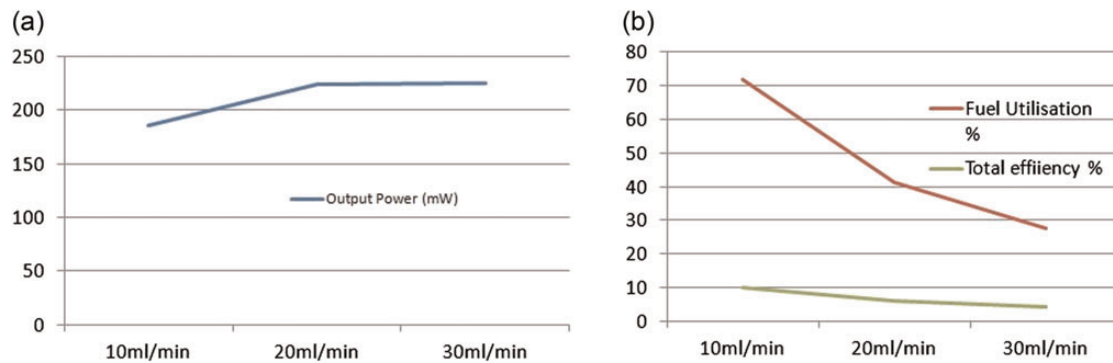 (a)
250
200
150
100
50
0
Output Power (mW)
10ml/min 20ml/min 30ml/min
(b)
80
70
60
50
40
30
20
10
0
Fuel Utilisation
%
Total effiiency %
10ml/min 20ml/min 30ml/min